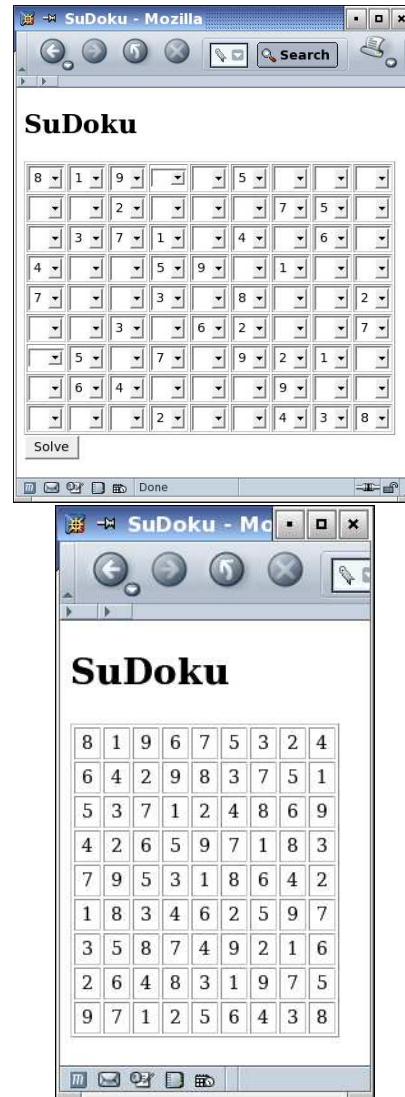 SuDoku - Mozilla
Search
SuDoku
8 1 9 5
2 7 5
3 7 1 4 6
4 5 9 1
7 3 8 2
3 6 2 7
5 7 9 2 1
6 4 9
2 4 3 8
Solve
Done
SuDoku - Mo
SuDoku
8 1 9 6 7 5 3 2 4
6 4 2 9 8 3 7 5 1
5 3 7 1 2 4 8 6 9
4 2 6 5 9 7 1 8 3
7 9 5 3 1 8 6 4 2
1 8 3 4 6 2 5 9 7
3 5 8 7 4 9 2 1 6
2 6 4 8 3 1 9 7 5
9 7 1 2 5 6 4 3 8